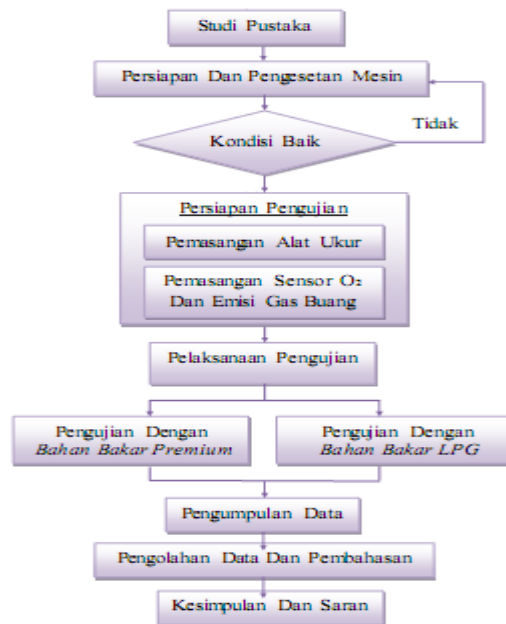 Studi Pustaka
Persiapan Dan Pengesetan Mesin
Tidak
Kondisi Baik
Persiapan Pengujian
Pemasangan Alat Ukur
Pemasangan Sensor O₂
Dan Emisi Gas Buang
Pelaksanaan Pengujian
Pengujian Dengan
Bahan Bakar Premium
Pengujian Dengan
Bahan Bakar LPG
Pengumpulan Data
Pengolahan Data Dan Pembahasan
Kesimpulan Dan Saran